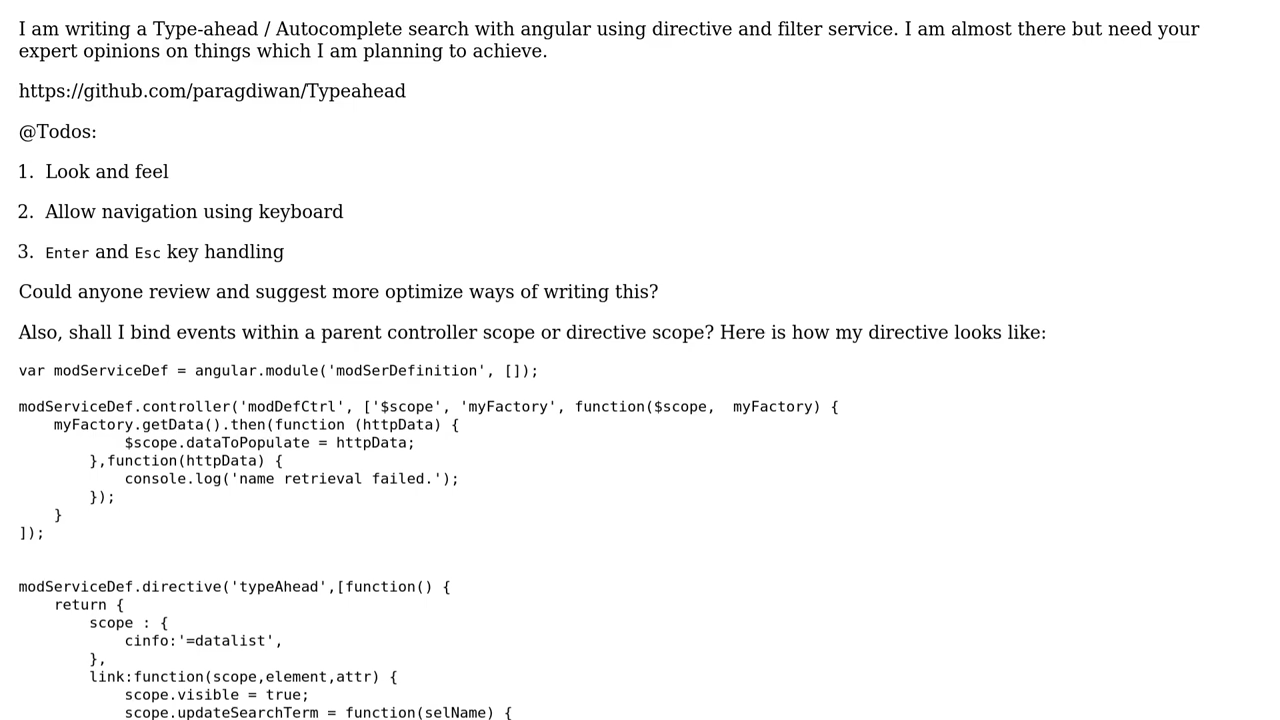 I am writing a Type-ahead / Autocomplete search with angular using directive and filter service. I am almost there but need your
expert opinions on things which I am planning to achieve.
https://github.com/paragdiwan/Typeahead
@Todos:
1. Look and feel
2. Allow navigation using keyboard
3. Enter and Esc key handling
Could anyone review and suggest more optimize ways of writing this?
Also, shall I bind events within a parent controller scope or directive scope? Here is how my directive looks like:
var modServiceDef = angular.module('modSerDefinition', []);
modServiceDef.controller('modDefCtrl', ['$scope', 'myFactory', function($scope,  myFactory) {
    myFactory.getData().then(function (httpData) {
            $scope.dataToPopulate = httpData;
        },function(httpData) {
            console.log('name retrieval failed.');
        });
    }
]);
modServiceDef.directive('typeAhead',[function() {
    return {
        scope : {
            cinfo:'=datalist',
        },
        link:function(scope,element,attr) {
            scope.visible = true;
            scope.updateSearchTerm = function(selName) {